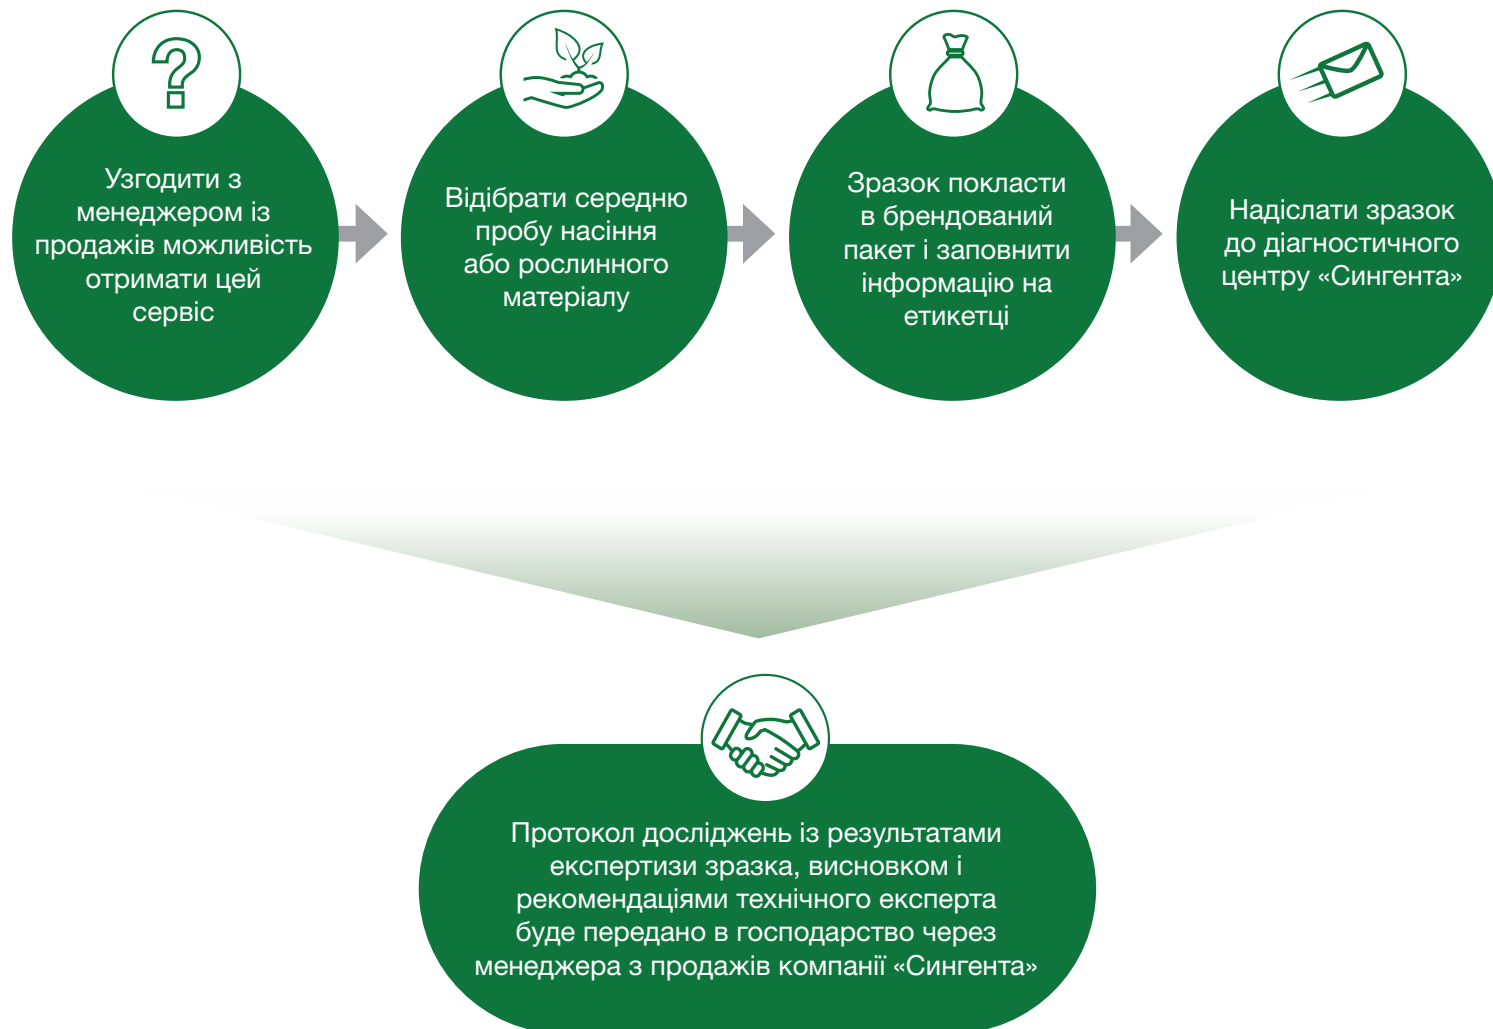 Узгодити з
менеджером із
продажів можливість
отримати цей
сервіс
Відібрати середню
пробу насіння
або рослинного
матеріалу
Зразок покласти
в брендований
пакет і заповнити
інформацію на
етикетці
Надіслати зразок
до діагностичного
центру «Сингента»
Протокол досліджень із результатами
експертизи зразка, висновком і
рекомендаціями технічного експерта
буде передано в господарство через
менеджера з продажів компанії «Сингента»